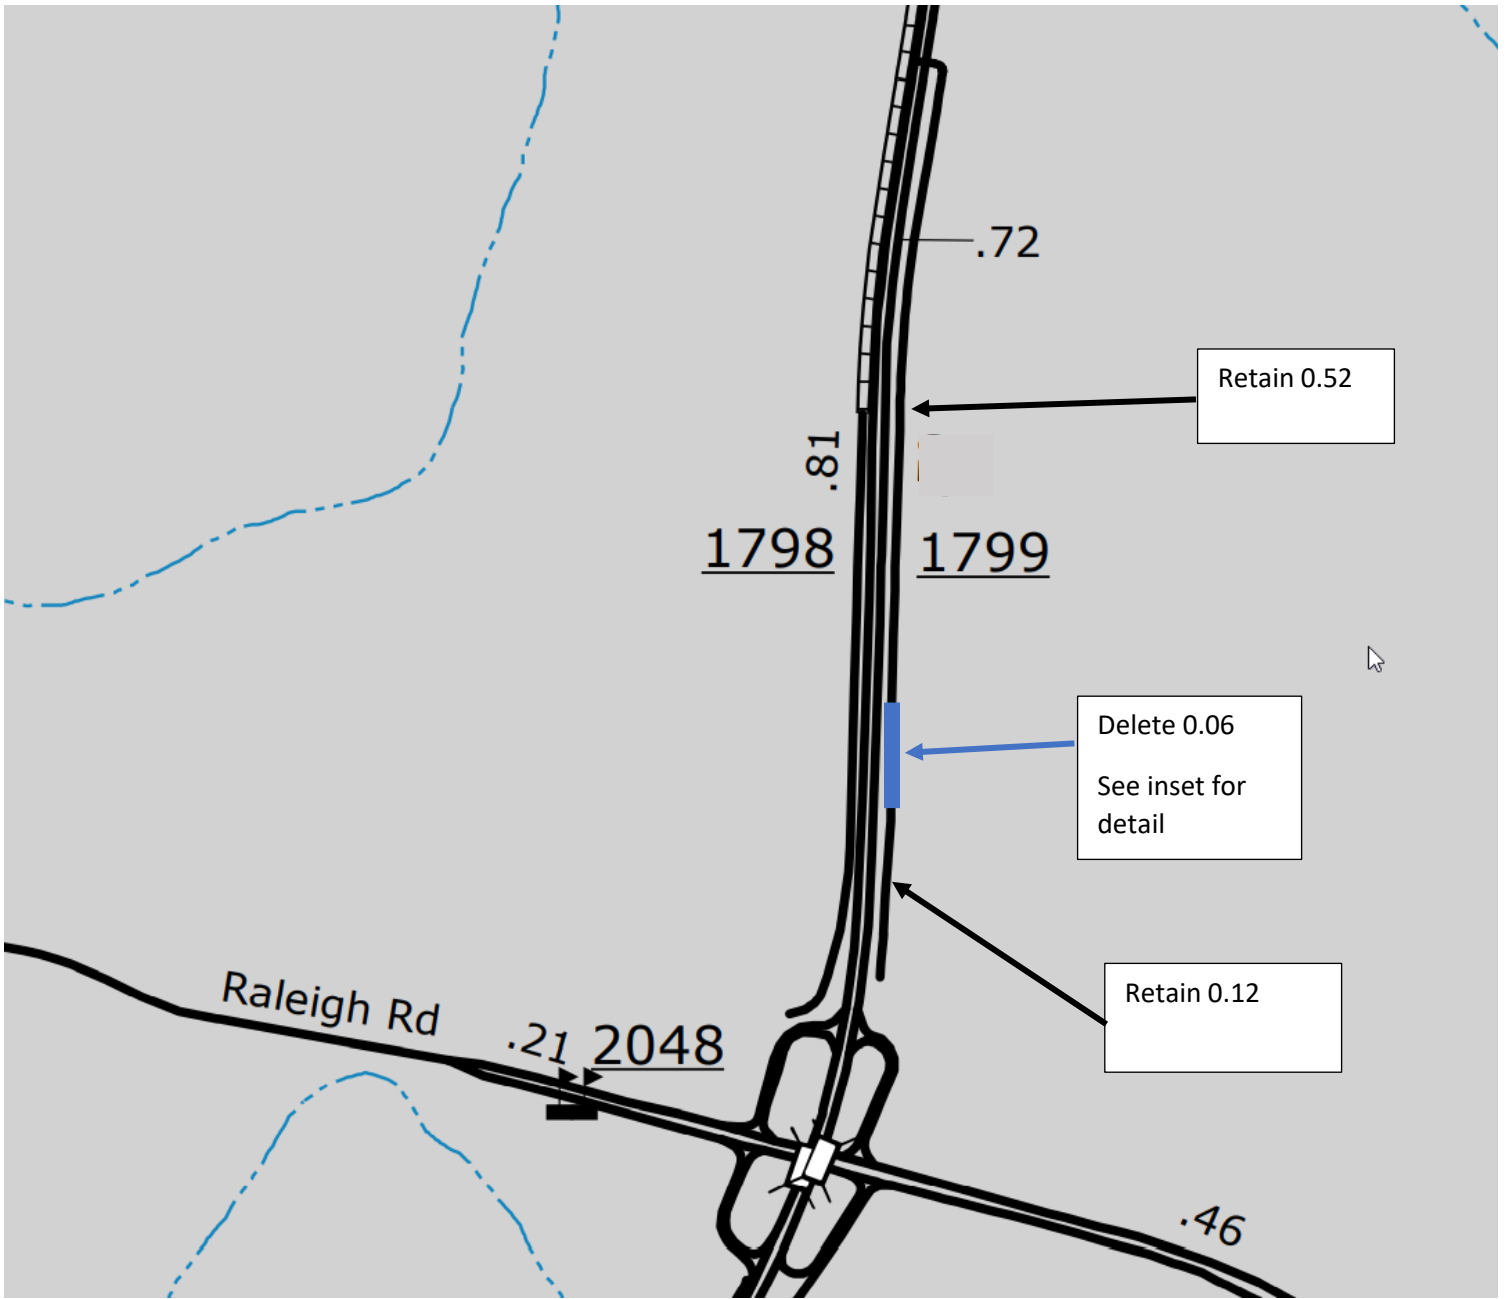 .72
Retain 0.52
.81
1798
1799
Delete 0.06
See inset for
detail
Retain 0.12
Raleigh Rd
.21
2048
.46